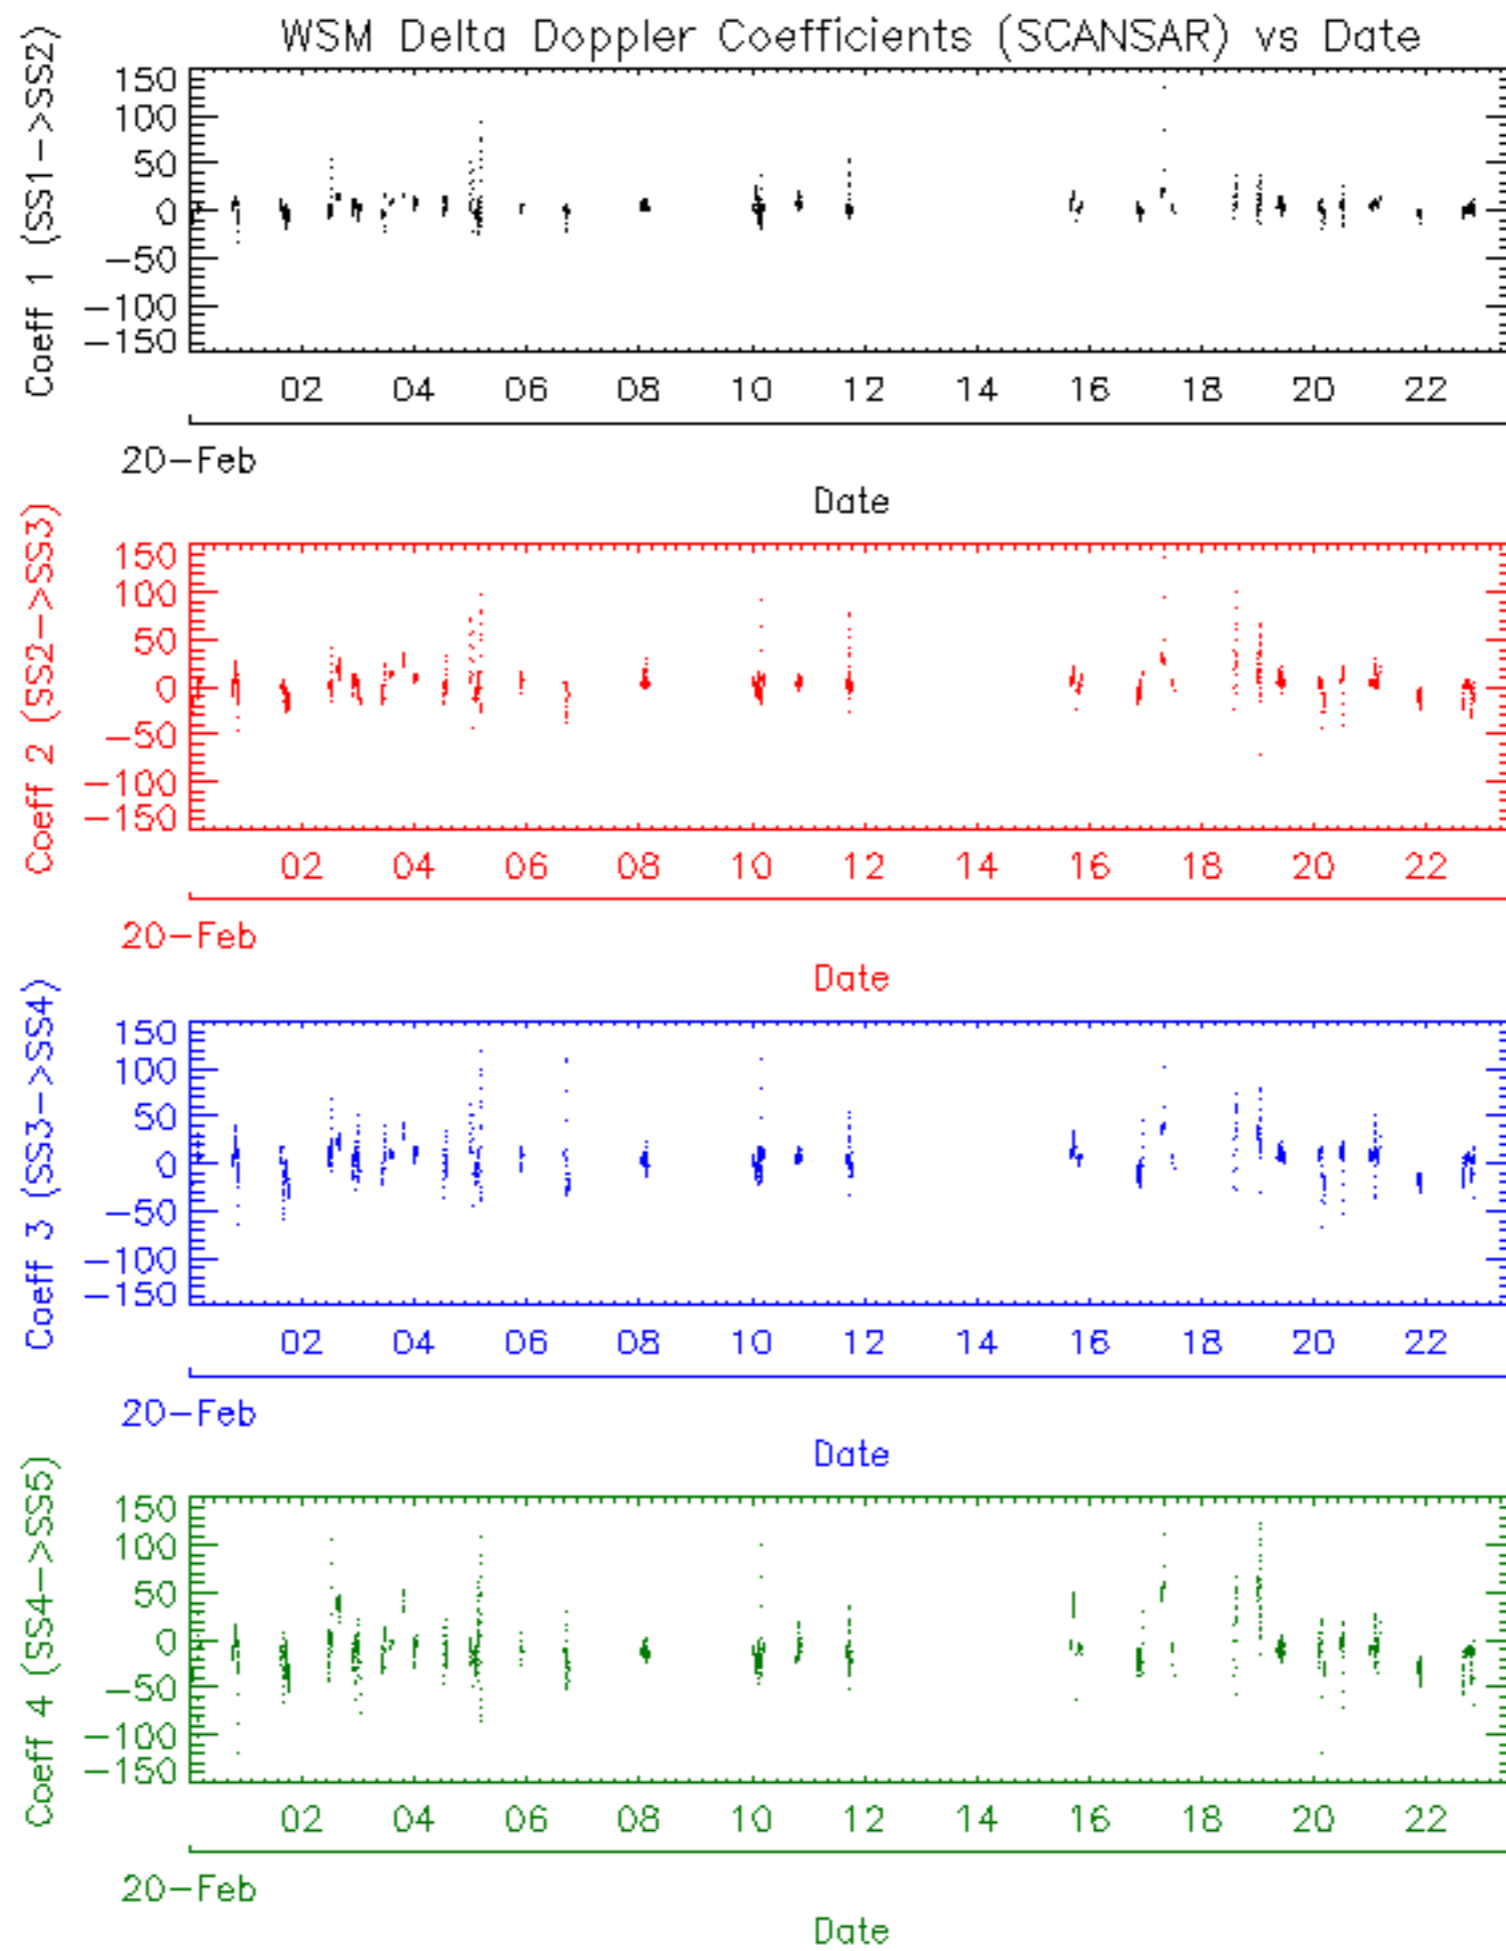 WSM Delta Doppler Coefficients (SCANSAR) vs Date
Coeff 1 (SS1->SS2)
150
100
50
0
-50
-100
-150
02 04 06 08 10 12 14 16 18 20 22
20-Feb
Date
Coeff 2 (SS2->SS3)
150
100
50
0
-50
-100
-150
02 04 06 08 10 12 14 16 18 20 22
20-Feb
Date
Coeff 3 (SS3->SS4)
150
100
50
0
-50
-100
-150
02 04 06 08 10 12 14 16 18 20 22
20-Feb
Date
Coeff 4 (SS4->SS5)
150
100
50
0
-50
-100
-150
02 04 06 08 10 12 14 16 18 20 22
20-Feb
Date